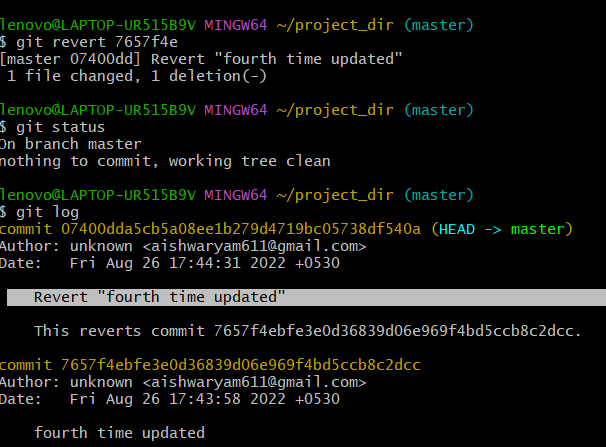 lenovo@LAPTOP-UR515B9V MINGW64 ~/project_dir (master)
$ git revert 7657f4e
[master 07400dd] Revert "fourth time updated"
 1 file changed, 1 deletion(-)
lenovo@LAPTOP-UR515B9V MINGW64 ~/project_dir (master)
$ git status
On branch master
nothing to commit, working tree clean
lenovo@LAPTOP-UR515B9V MINGW64 ~/project_dir (master)
$ git log
commit 07400dda5cb5a08ee1b279d4719bc05738df540a (HEAD -> master)
Author: unknown <aishwaryam611@gmail.com>
Date:   Fri Aug 26 17:44:31 2022 +0530
    Revert "fourth time updated"
    This reverts commit 7657f4ebfe3e0d36839d06e969f4bd5ccb8c2dcc.
commit 7657f4ebfe3e0d36839d06e969f4bd5ccb8c2dcc
Author: unknown <aishwaryam611@gmail.com>
Date:   Fri Aug 26 17:43:58 2022 +0530
    fourth time updated